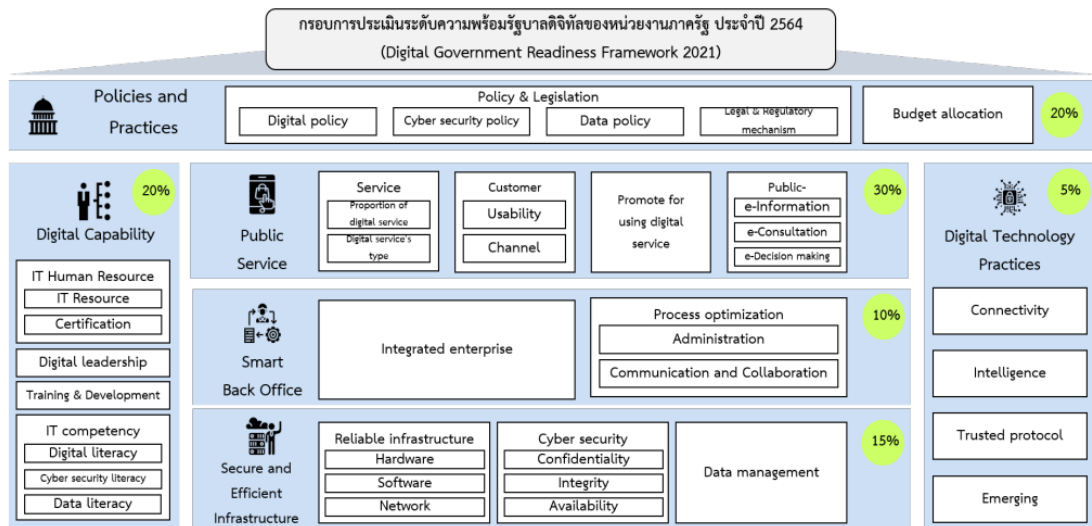 กรอบการประเมินระดับความพร้อมรัฐบาลดิจิทัลของหน่วยงานภาครัฐ ประจำปี 2564
(Digital Government Readiness Framework 2021)
Policies and
Practices
Policy & Legislation
Digital policy
Cyber security policy
Data policy
Legal & Regulatory
mechanism
Budget allocation
20%
20%
Digital Capability
IT Human Resource
IT Resource
Certification
Digital leadership
Training & Development
IT competency
Digital literacy
Cyber security literacy
Data literacy
Public
Service
Service
Proportion of
digital service
Digital service's
type
Customer
Usability
Channel
Promote for
using digital
service
Public-
e-Information
e-Consultation
e-Decision making
30%
Smart
Back Office
Integrated enterprise
Process optimization
Administration
Communication and Collaboration
10%
Secure and
Efficient
Infrastructure
Reliable infrastructure
Hardware
Software
Network
Cyber security
Confidentiality
Integrity
Availability
Data management
15%
5%
Digital Technology
Practices
Connectivity
Intelligence
Trusted protocol
Emerging